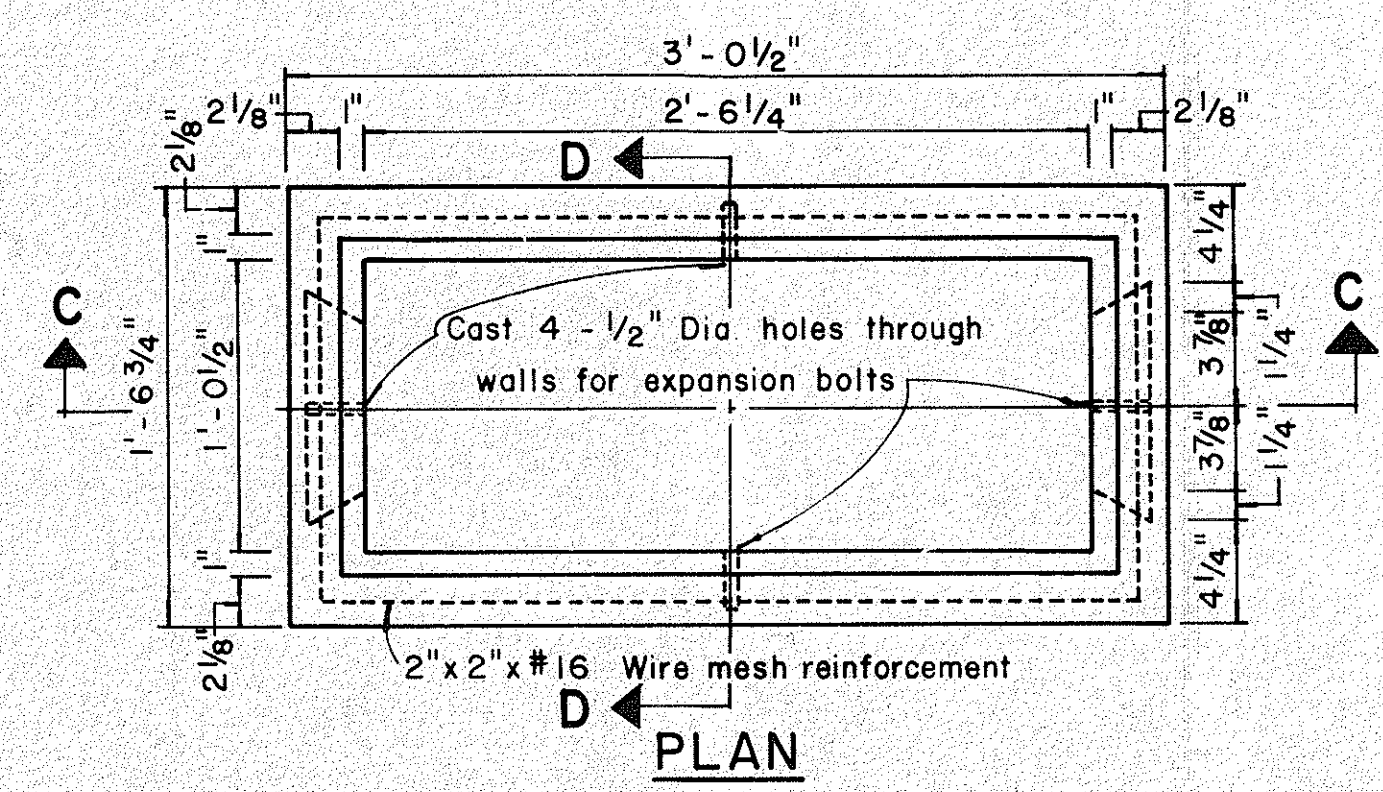 3'-0 1/2"
2 1/8" 1" 2'-6 1/4" 1" 2 1/8"
2 1/8"
D
4 1/4"
1"
C
C
Cast 4 - 1/2" Dia holes through
walls for expansion bolts
1'-6 3/4"
1'-0 1/2"
3 7/8"
1 1/4"
3 7/8"
1 1/4"
1"
4 1/4"
2 1/8"
2"x2"x#16 Wire mesh reinforcement
D
PLAN